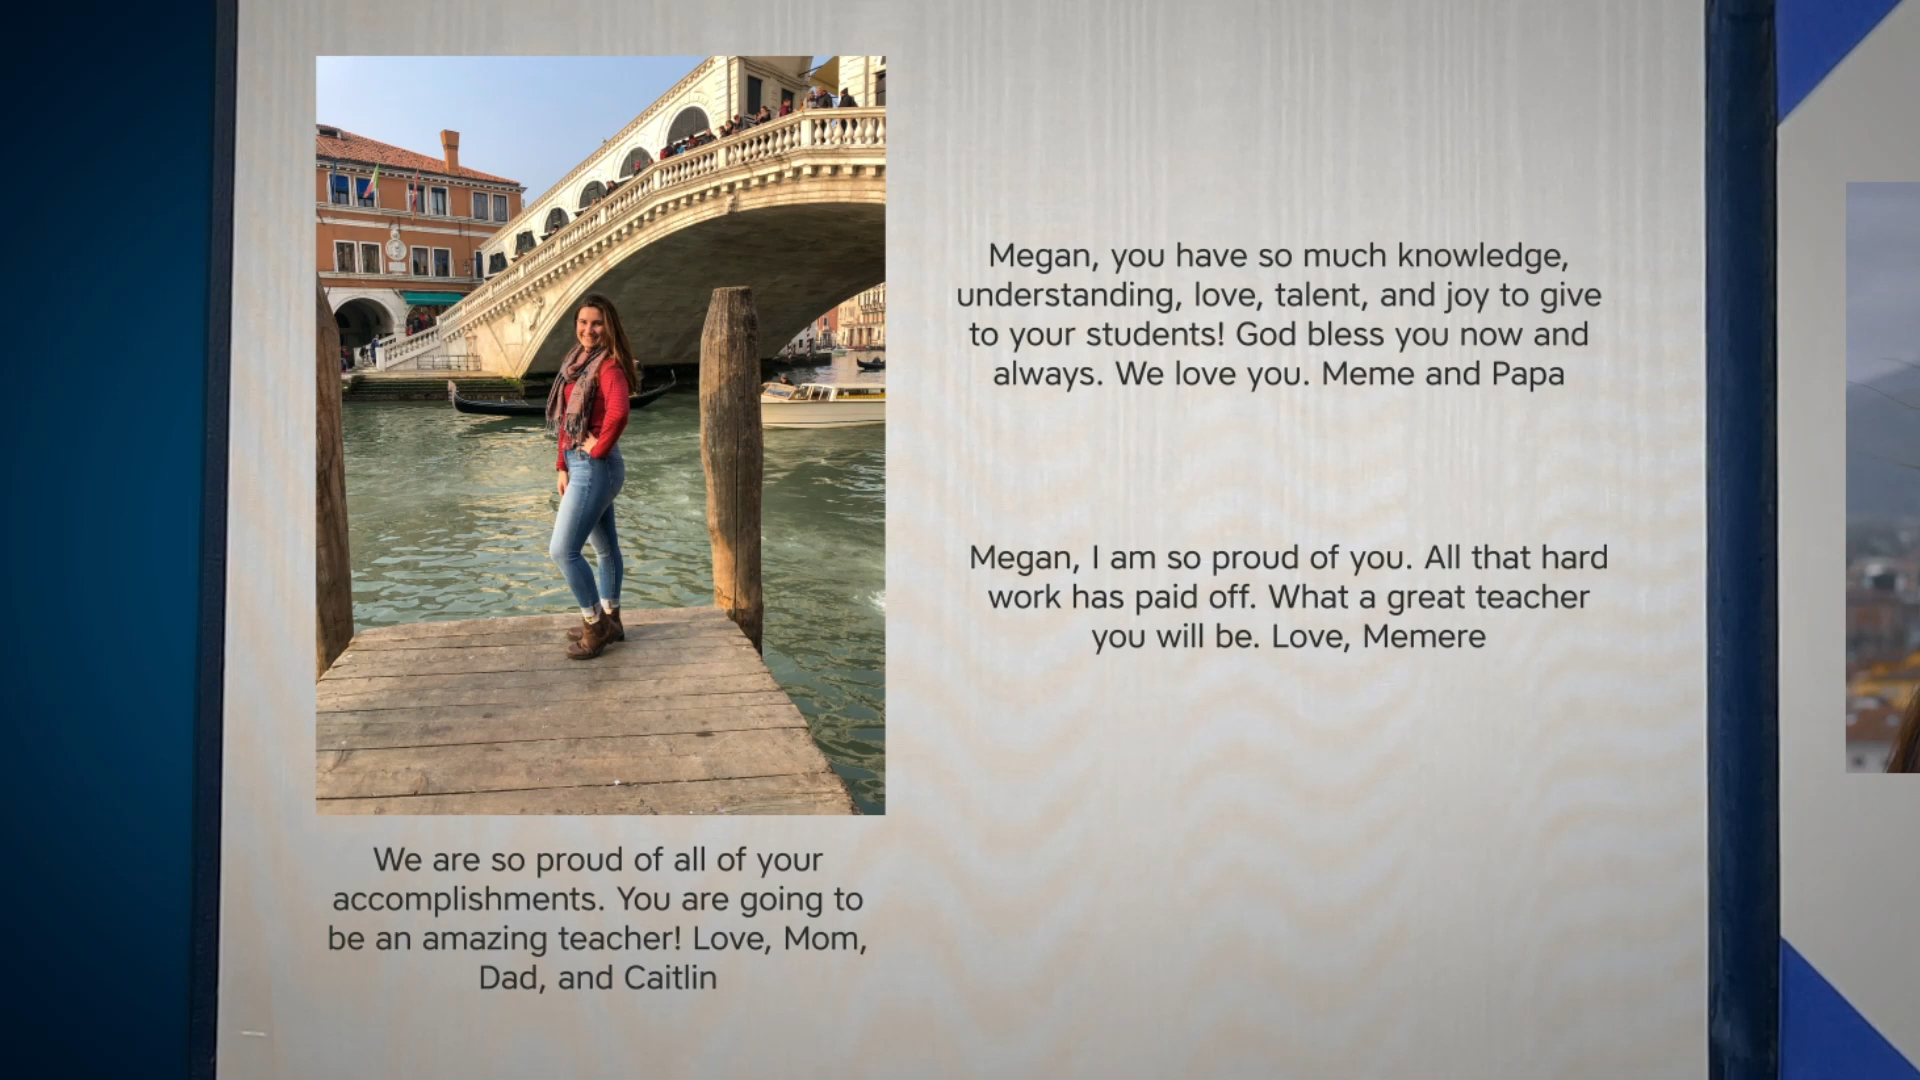 We are so proud of all of your
accomplishments. You are going to
be an amazing teacher! Love, Mom,
Dad, and Caitlin
Megan, you have so much knowledge,
understanding, love, talent, and joy to give
to your students! God bless you now and
always. We love you. Meme and Papa
Megan, I am so proud of you. All that hard
work has paid off. What a great teacher
you will be. Love, Memere